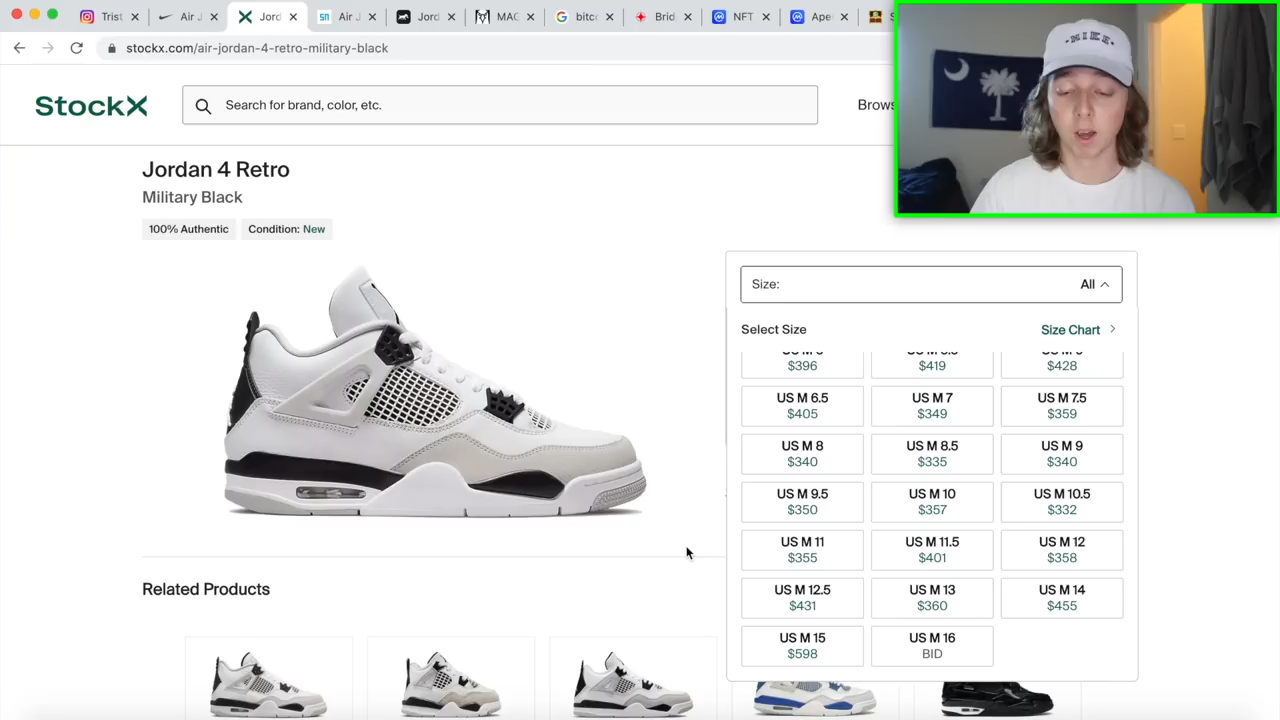 Trist
Air J
Jord
sn
Air J
Jord
MAC
bitc
Brid
NFT
Ape
stockx.com/air-jordan-4-retro-military-black
StockX
Search for brand, color, etc.
Brows
MIKE
Jordan 4 Retro
Military Black
100% Authentic
Condition: New
Size:
All
Select Size
Size Chart
$396
$419
$428
US M 6.5
US M 7
US M 7.5
$405
$349
$359
US M 8
US M 8.5
US M 9
$340
$335
$340
US M 9.5
US M 10
US M 10.5
$350
$357
$332
US M 11
US M 11.5
US M 12
$355
$401
$358
US M 12.5
US M 13
US M 14
$431
$360
$455
US M 15
US M 16
$598
BID
Related Products